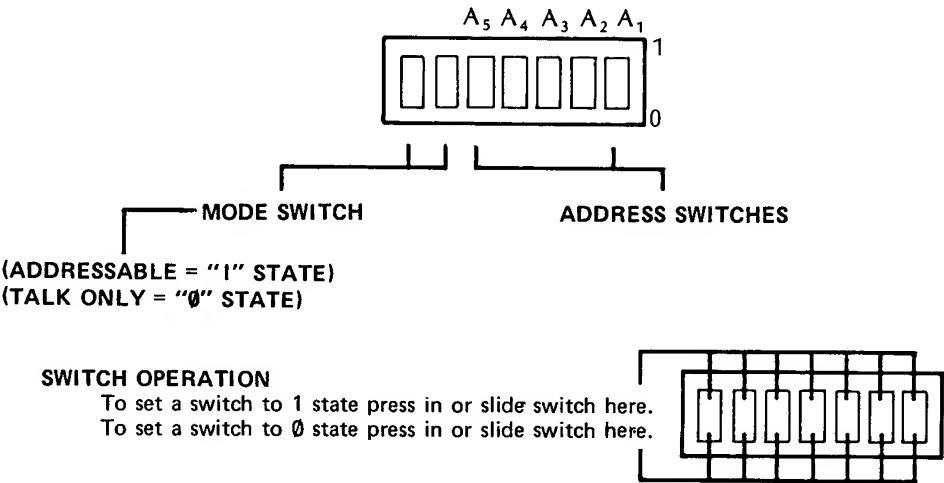 A5 A4 A3 A2 A1
1
0
MODE SWITCH
ADDRESS SWITCHES
(ADDRESSABLE = "I" STATE)
(TALK ONLY = "Ø" STATE)
SWITCH OPERATION
To set a switch to 1 state press in or slide switch here.
To set a switch to Ø state press in or slide switch here.